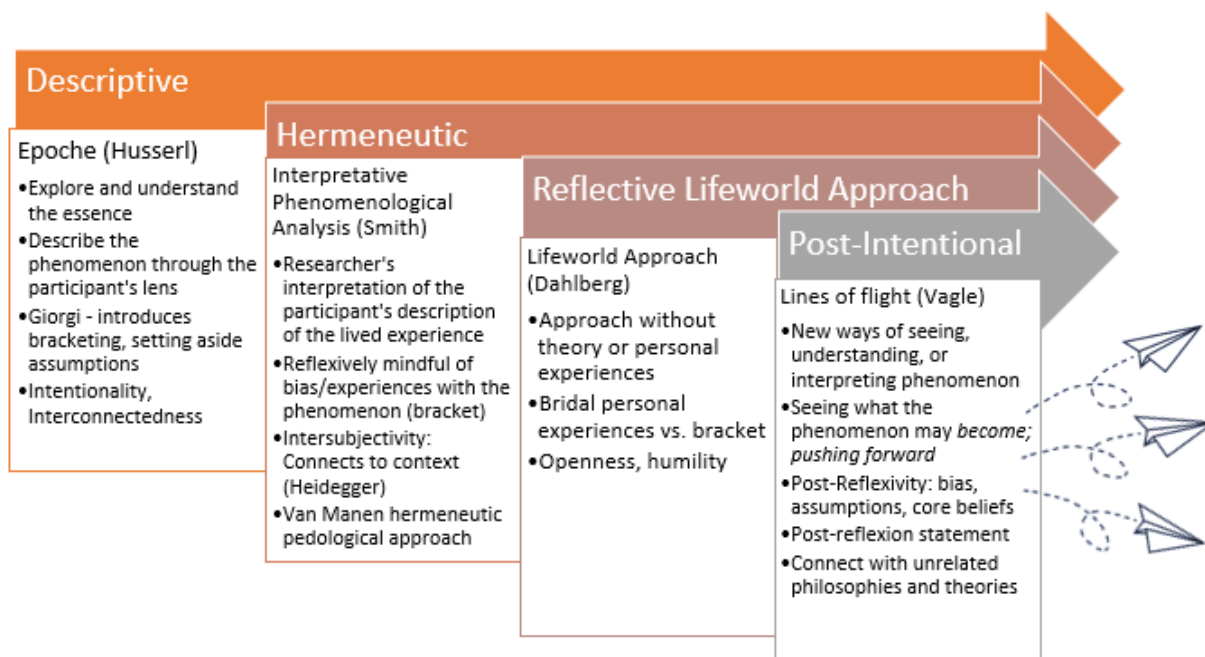 Descriptive
Epoche (Husserl)
•Explore and understand
the essence
•Describe the
phenomenon through the
participant's lens
•Giorgi - introduces
bracketing, setting aside
assumptions
•Intentionality,
Interconnectedness
Hermeneutic
Interpretative
Phenomenological
Analysis (Smith)
•Researcher's
interpretation of the
participant's description
of the lived experience
•Reflexively mindful of
bias/experiences with the
phenomenon (bracket)
•Intersubjectivity:
Connects to context
(Heidegger)
•Van Manen hermeneutic
pedological approach
Reflective Lifeworld Approach
Lifeworld Approach
(Dahlberg)
•Approach without
theory or personal
experiences
•Bridal personal
experiences vs. bracket
•Openness, humility
Post-Intentional
Lines of flight (Vagle)
•New ways of seeing,
understanding, or
interpreting phenomenon
•Seeing what the
phenomenon may become;
pushing forward
•Post-Reflexivity: bias,
assumptions, core beliefs
•Post-reflexion statement
•Connect with unrelated
philosophies and theories